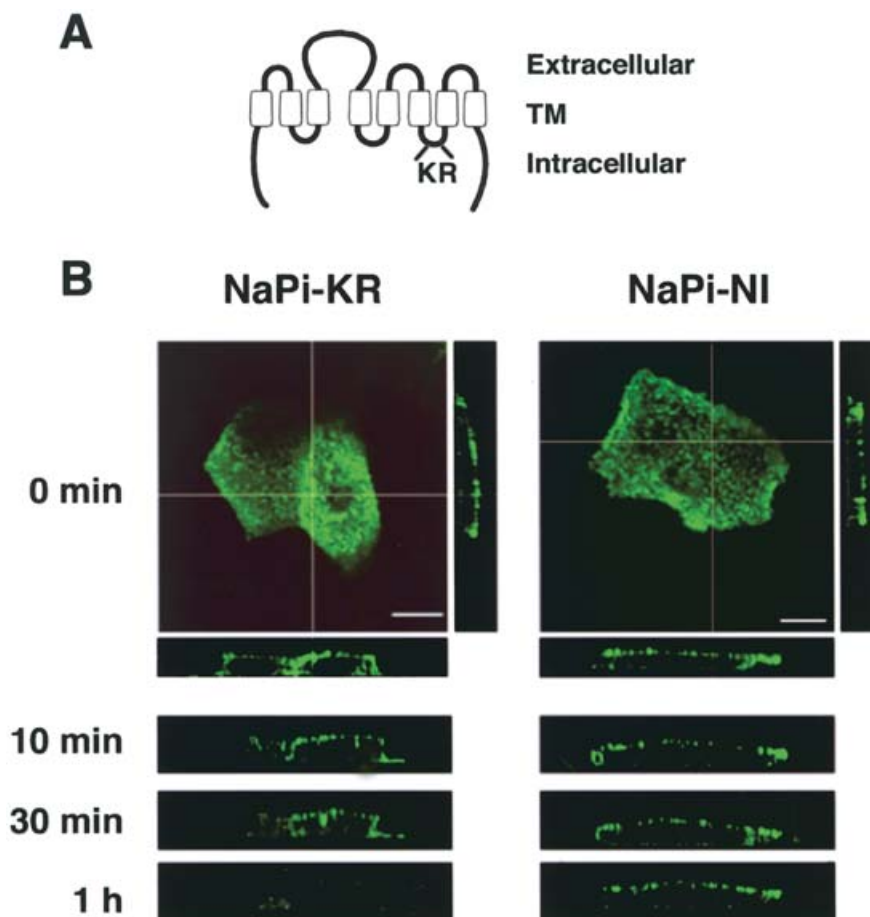 A
Extracellular
TM
Intracellular
KR
B
NaPi-KR
NaPi-NI
0 min
10 min
30 min
1 h